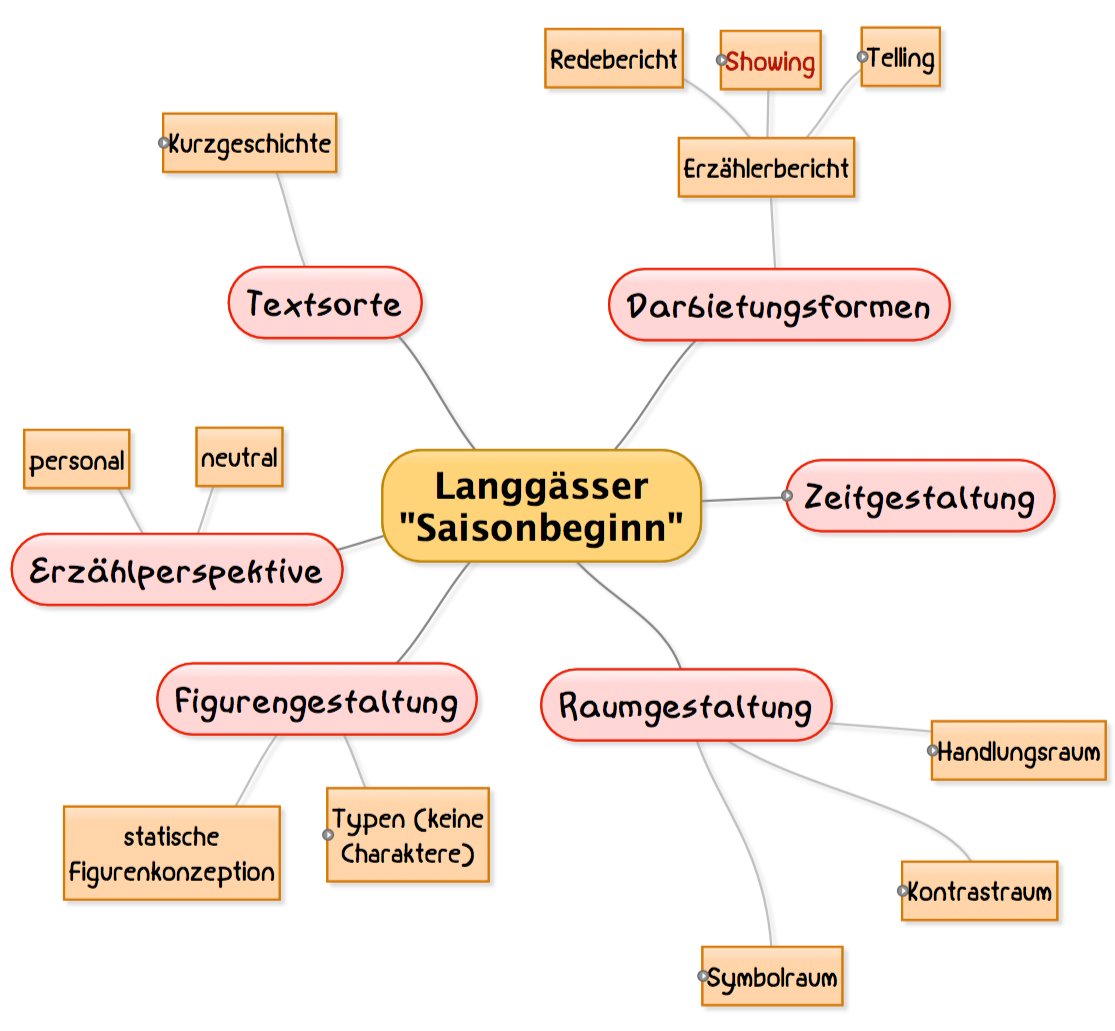 Redebericht
Showing
Telling
Kurzgeschichte
Erzählerbericht
Textsorte
Darbietungsformen
personal
neutral
Langgässer
"Saisonbeginn"
Zeitgestaltung
Erzählperspektive
Figurengestaltung
Raumgestaltung
Handlungsraum
statische
Figurenkonzeption
Typen (keine
Charaktere)
Kontrastraum
Symbolraum